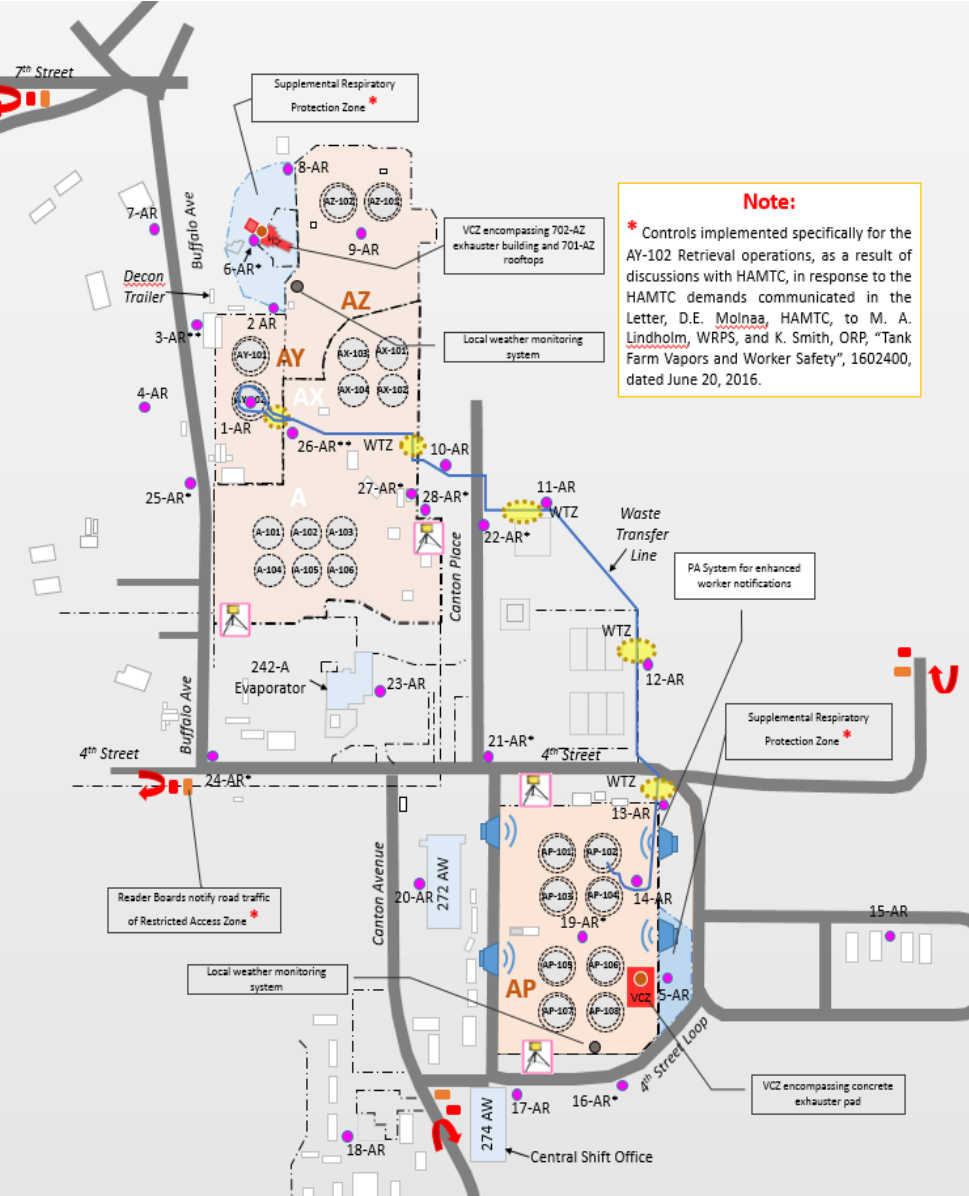 7th Street
Supplemental Respiratory
Protection Zone *
8-AR
AZ-102
AZ-101
7-AR
Buffalo Ave
VCZ
6-AR*
9-AR
VCZ encompassing 702-AZ
exhauster building and 701-AZ
rooftops
Note:
* Controls implemented specifically for the
AY-102 Retrieval operations, as a result of
discussions with HAMTC, in response to the
HAMTC demands communicated in the
Letter, D.E. Molnaa, HAMTC, to M. A.
Lindholm, WRPS, and K. Smith, ORP, “Tank
Farm Vapors and Worker Safety”, 1602400,
dated June 20, 2016.
Decon
Trailer
AZ
2 AR
3-AR**
Local weather monitoring
system
AY-101
AY
AX-103
AX-101
AX-104
AX-102
AX
4-AR
AY-102
1-AR
26-AR**
WTZ
10-AR
25-AR*
A
27-AR*
28-AR*
11-AR
WTZ
22-AR*
Waste
Transfer
Line
A-101
A-102
A-103
A-104
A-105
A-106
Canton Place
PA System for enhanced
worker notifications
WTZ
12-AR
242-A
Evaporator
23-AR
Buffalo Ave
Supplemental Respiratory
Protection Zone *
4th Street
21-AR*
4th Street
24-AR*
WTZ
13-AR
AP-101
AP-102
272 AW
20-AR
AP-103
AP-104
14-AR
Reader Boards notify road traffic
of Restricted Access Zone *
Canton Avenue
19-AR*
15-AR
Local weather monitoring
system
AP-105
AP-106
AP
VCZ
5-AR
AP-107
AP-108
4th Street Loop
VCZ encompassing concrete
exhauster pad
17-AR
16-AR*
274 AW
18-AR
Central Shift Office